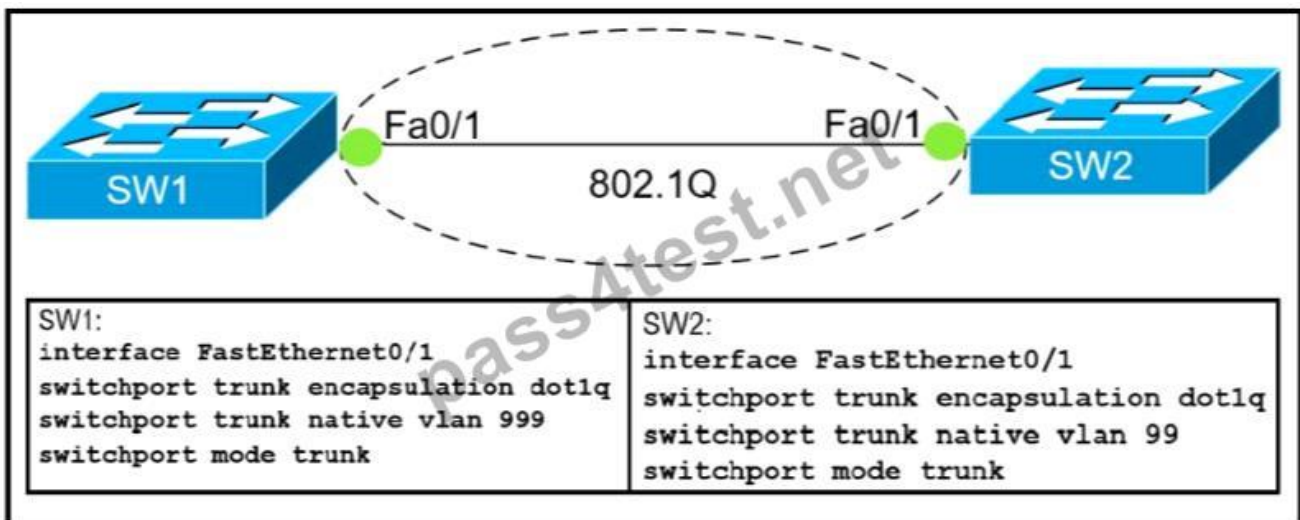 Fa0/1
Fa0/1
802.1Q
SW1
SW2
pass4test.net
SW1:
interface FastEthernet0/1
switchport trunk encapsulation dot1q
switchport trunk native vlan 999
switchport mode trunk
SW2:
interface FastEthernet0/1
switchport trunk encapsulation dot1q
switchport trunk native vlan 99
switchport mode trunk